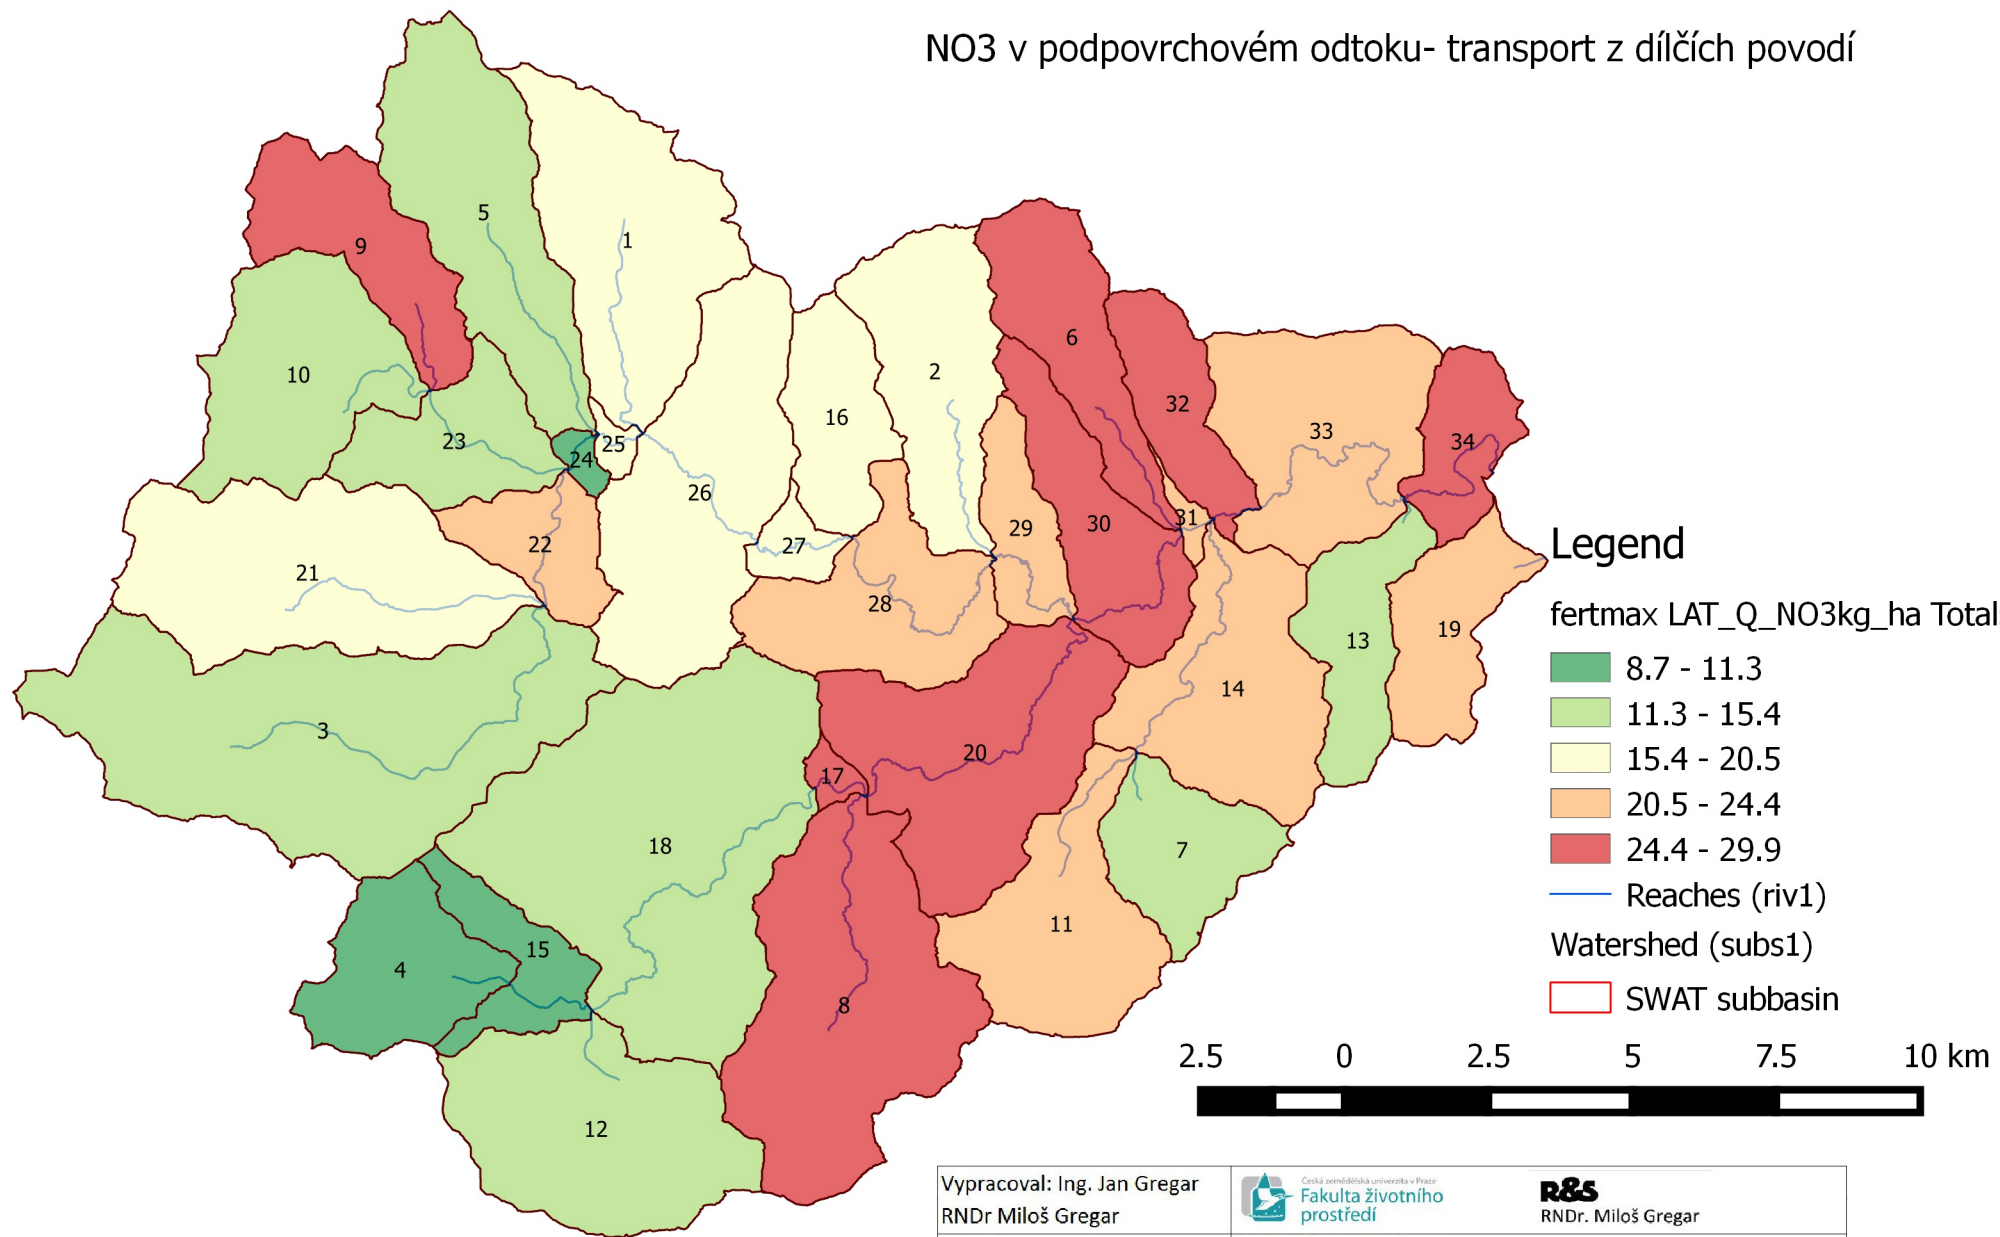 NO3 v podpovrchovém odtoku- transport z dílčích povodí
5
1
9
6
10
2
32
16
33
23
25
34
24
26
30
31
29
27
22
21
28
19
13
14
3
20
17
18
7
11
15
4
8
12
Legend
fertmax LAT_Q_NO3kg_ha Total
8.7 - 11.3
11.3 - 15.4
15.4 - 20.5
20.5 - 24.4
24.4 - 29.9
Reaches (riv1)
Watershed (subs1)
SWAT subbasin
2.5 0 2.5 5 7.5 10 km
Vypracoval: Ing. Jan Gregar
RNDr Miloš Gregar
Česká zemědělská univerzita v Praze
Fakulta životního
prostředí
R&S
RNDr. Miloš Gregar